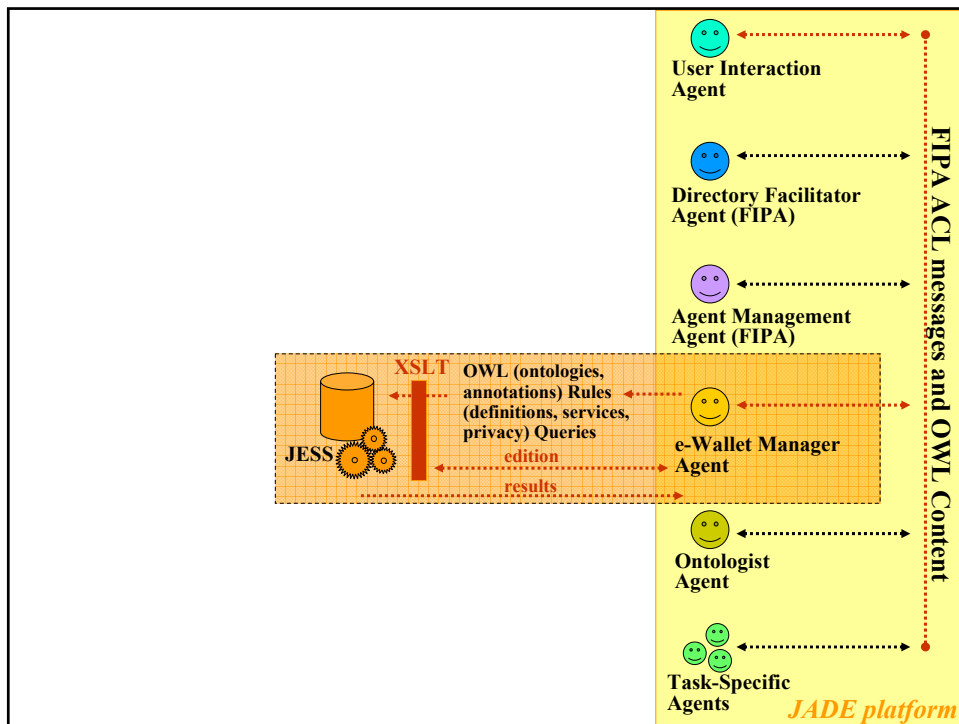 User Interaction
Agent
Directory Facilitator
Agent (FIPA)
Agent Management
Agent (FIPA)
XSLT
OWL (ontologies,
annotations) Rules
(definitions, services,
privacy) Queries
JESS
edition
results
e-Wallet Manager
Agent
Ontologist
Agent
Task-Specific
Agents
JADE platform
FIPA ACL messages and OWL Content